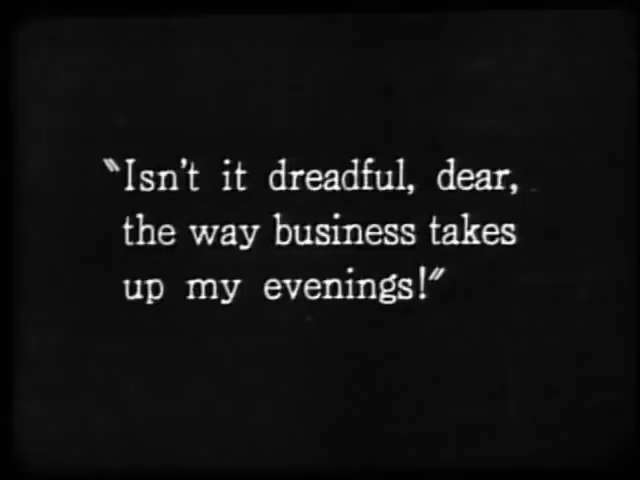 "Isn't it dreadful, dear,
the way business takes
up my evenings!"